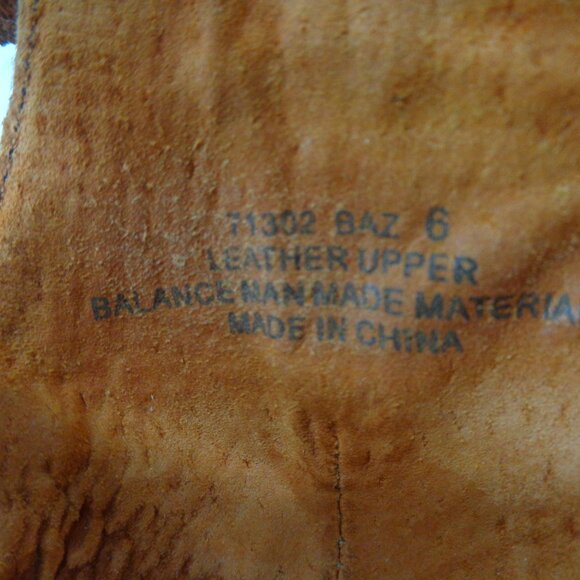 71302 BAZ 6
LEATHER UPPER
BALANCE MAN MADE MATERIA
MADE IN CHINA